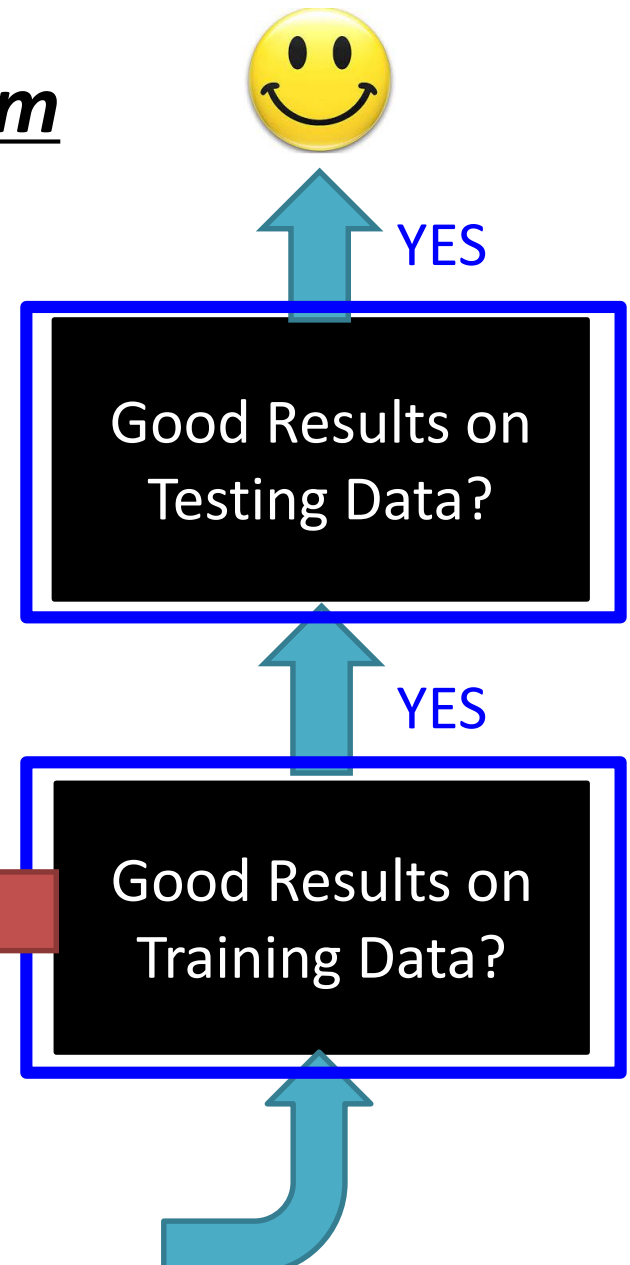 m
YES
Good Results on
Testing Data?
YES
Good Results on
Training Data?